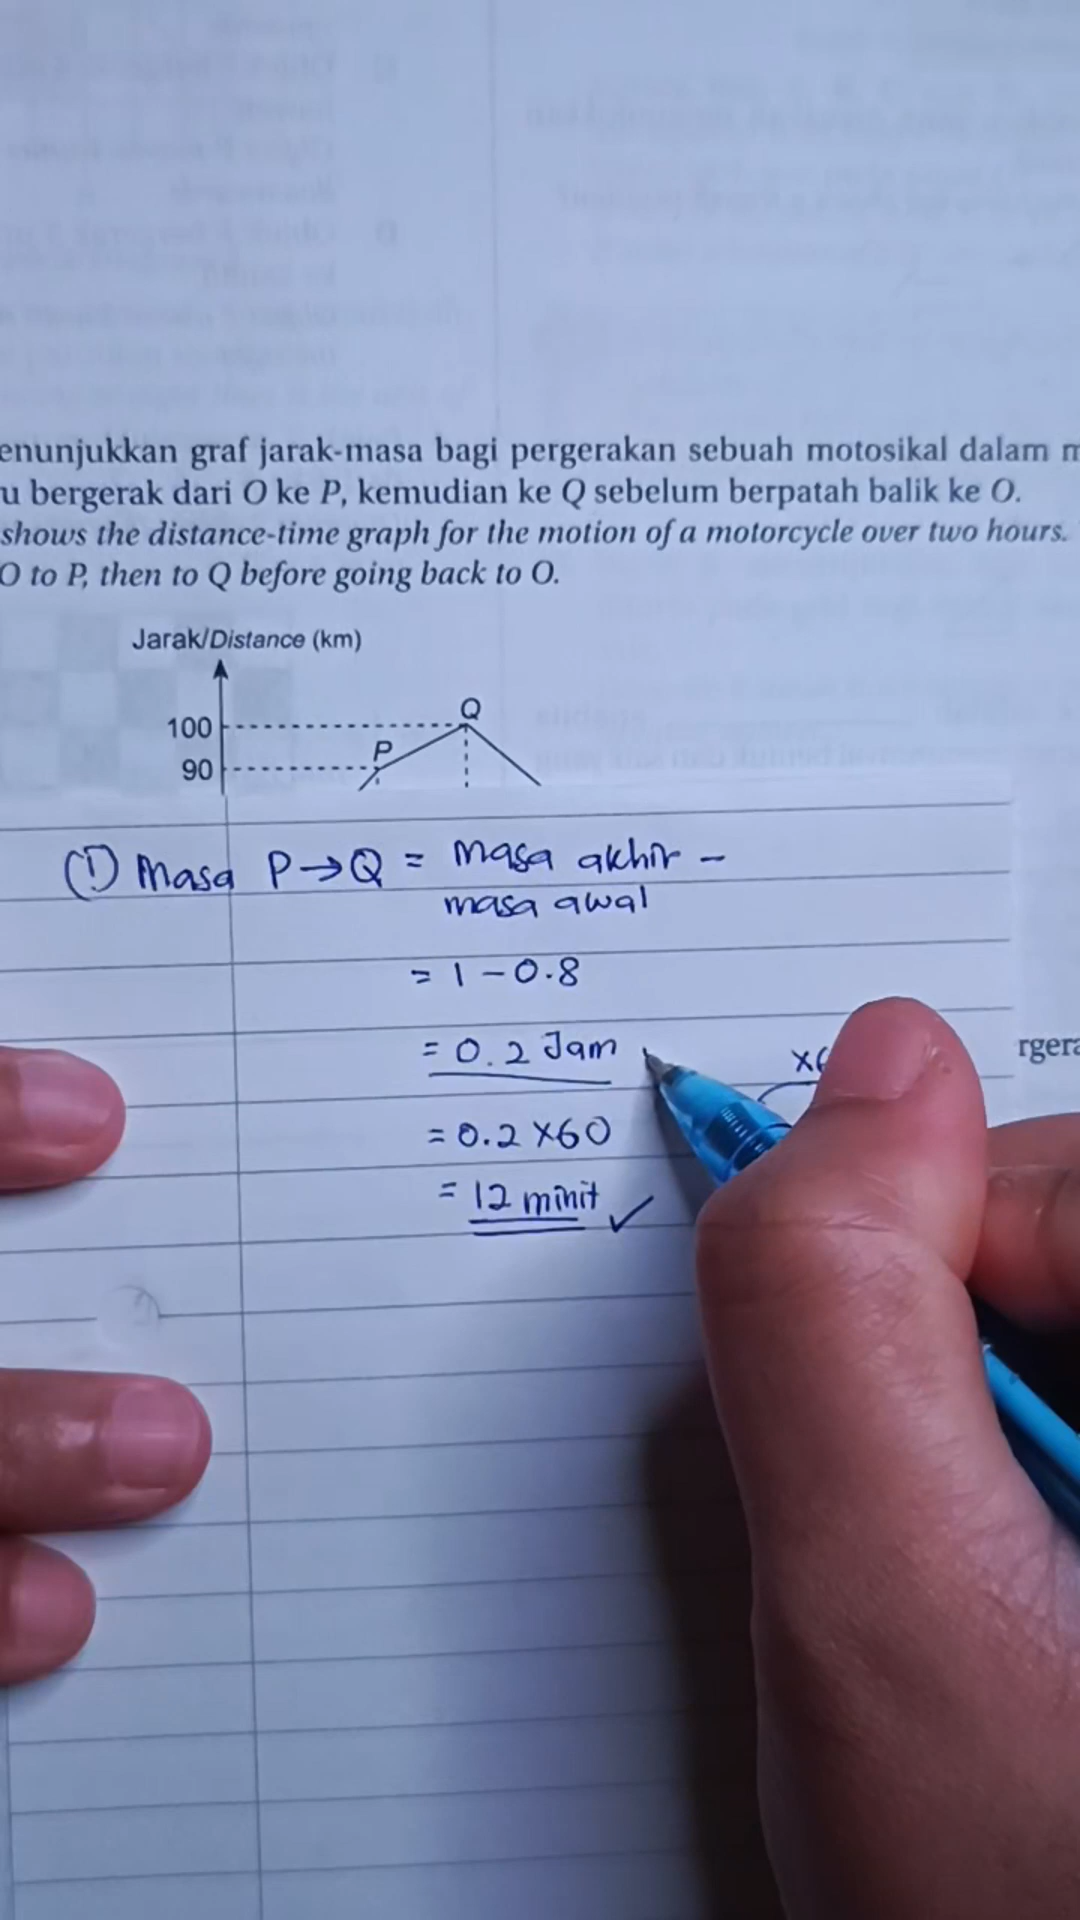 enunjukkan graf jarak-masa bagi pergerakan sebuah motosikal dalam
u bergerak dari O ke P, kemudian ke Q sebelum berpatah balik ke O.
shows the distance-time graph for the motion of a motorcycle over two hours.
O to P, then to Q before going back to O.
Jarak/Distance (km)
Q
100
P
90
(1) Masa P→Q = masa akhir -
masa awal
= 1 - 0.8
= 0.2 Jam
= 0.2 x 60
= 12 minit ✓